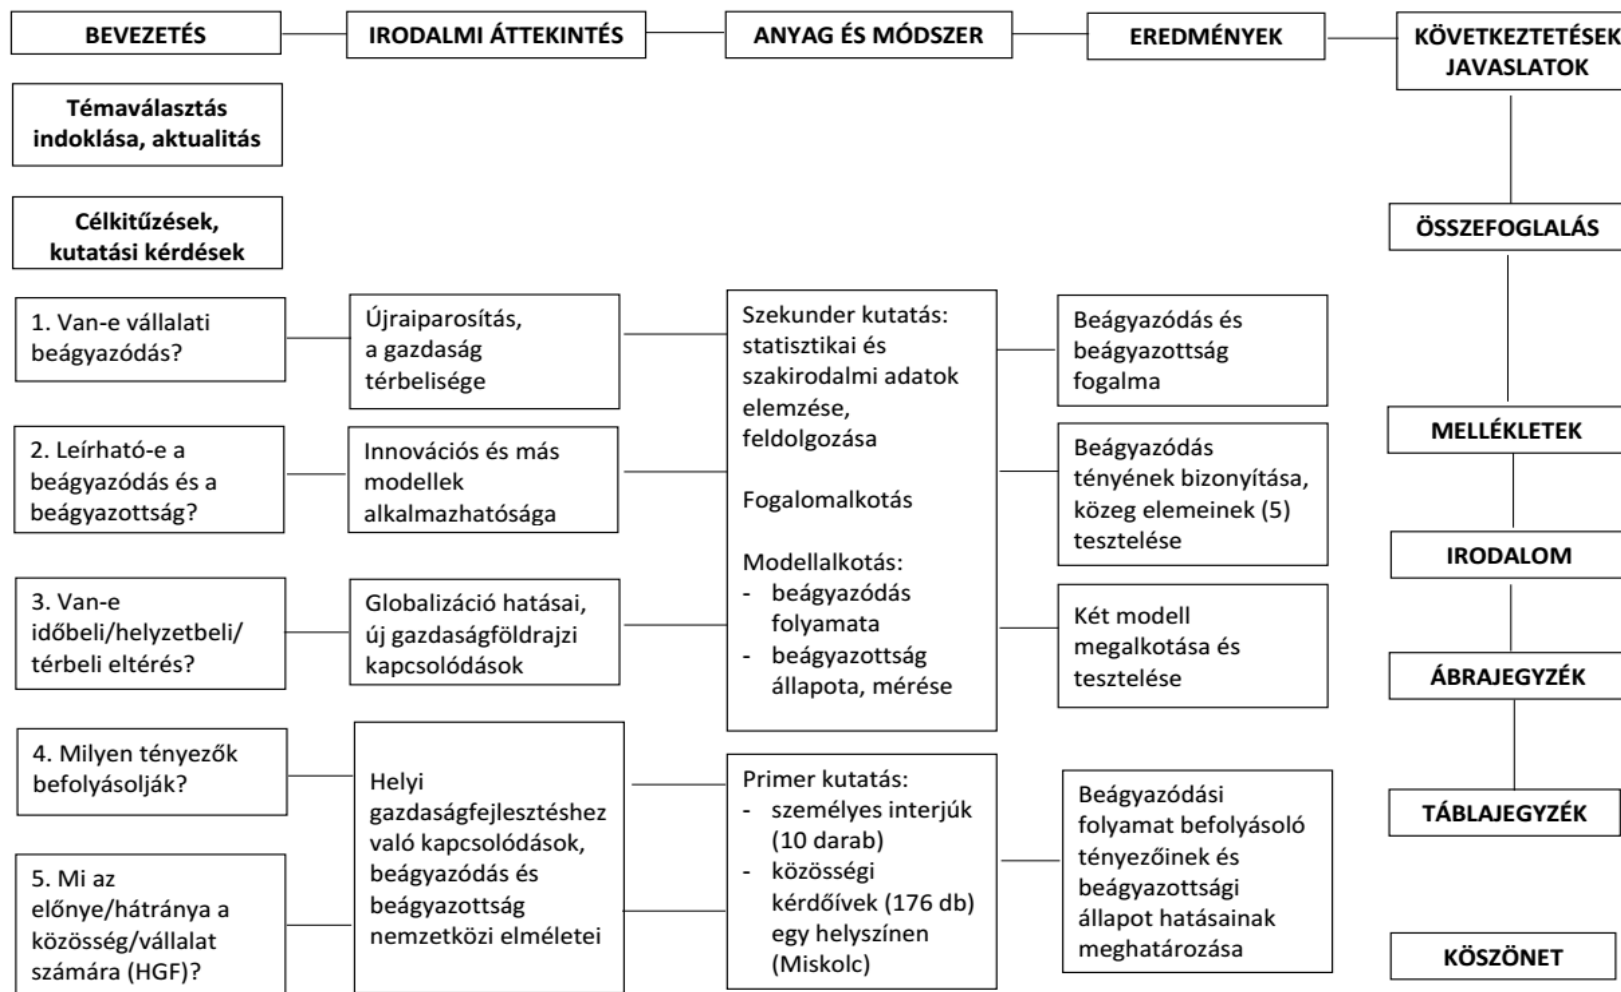 BEVEZETÉS
IRODALMI ÁTTEKINTÉS
ANYAG ÉS MÓDSZER
EREDMÉNYEK
KÖVETKEZTETÉSEK
JAVASLATOK
Témaválasztás
indoklása, aktualitás
Célkitűzések,
kutatási kérdések
1. Van-e vállalati
beágyazódás?
2. Leírható-e a
beágyazódás és a
beágyazottság?
3. Van-e
időbeli/helyzetbeli/
térbeli eltérés?
4. Milyen tényezők
befolyásolják?
5. Mi az
előnye/hátránya a
közösség/vállalat
számára (HGF)?
Újraiparosítás,
a gazdaság
térbelisége
Innovációs és más
modellek
alkalmazhatósága
Globalizáció hatásai,
új gazdaságföldrajzi
kapcsolódások
Helyi
gazdaságfejlesztéshez
való kapcsolódások,
beágyazódás és
beágyazottság
nemzetközi elméletei
Szekunder kutatás:
statisztikai és
szakirodalmi adatok
elemzése,
feldolgozása
Fogalomalkotás
Modellalkotás:
- beágyazódás
folyamata
- beágyazottság
állapota, mérése
Primer kutatás:
- személyes interjúk
(10 darab)
- közösségi
kérdőívek (176 db)
egy helyszínen
(Miskolc)
Beágyazódás és
beágyazottság
fogalma
Beágyazódás
tényének bizonyítása,
közeg elemeinek (5)
tesztelése
Két modell
megalkotása és
tesztelése
Beágyazódási
folyamat befolyásoló
tényezőinek és
beágyazottsági
állapot hatásainak
meghatározása
ÖSSZEFOGLALÁS
MELLÉKLETEK
IRODALOM
ÁBRAJEGYZÉK
TÁBLAJEGYZÉK
KÖSZÖNET